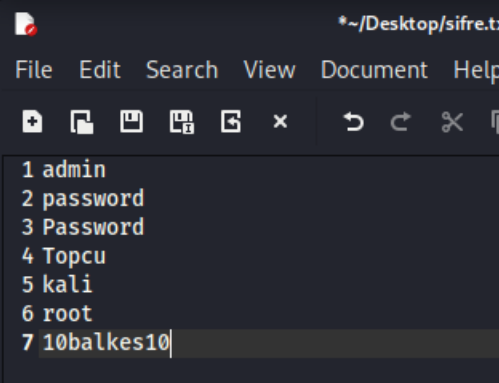 *~/Desktop/sifre.tx
File Edit Search View Document Help
1 admin
2 password
3 Password
4 Topcu
5 kali
6 root
7 10balkes10